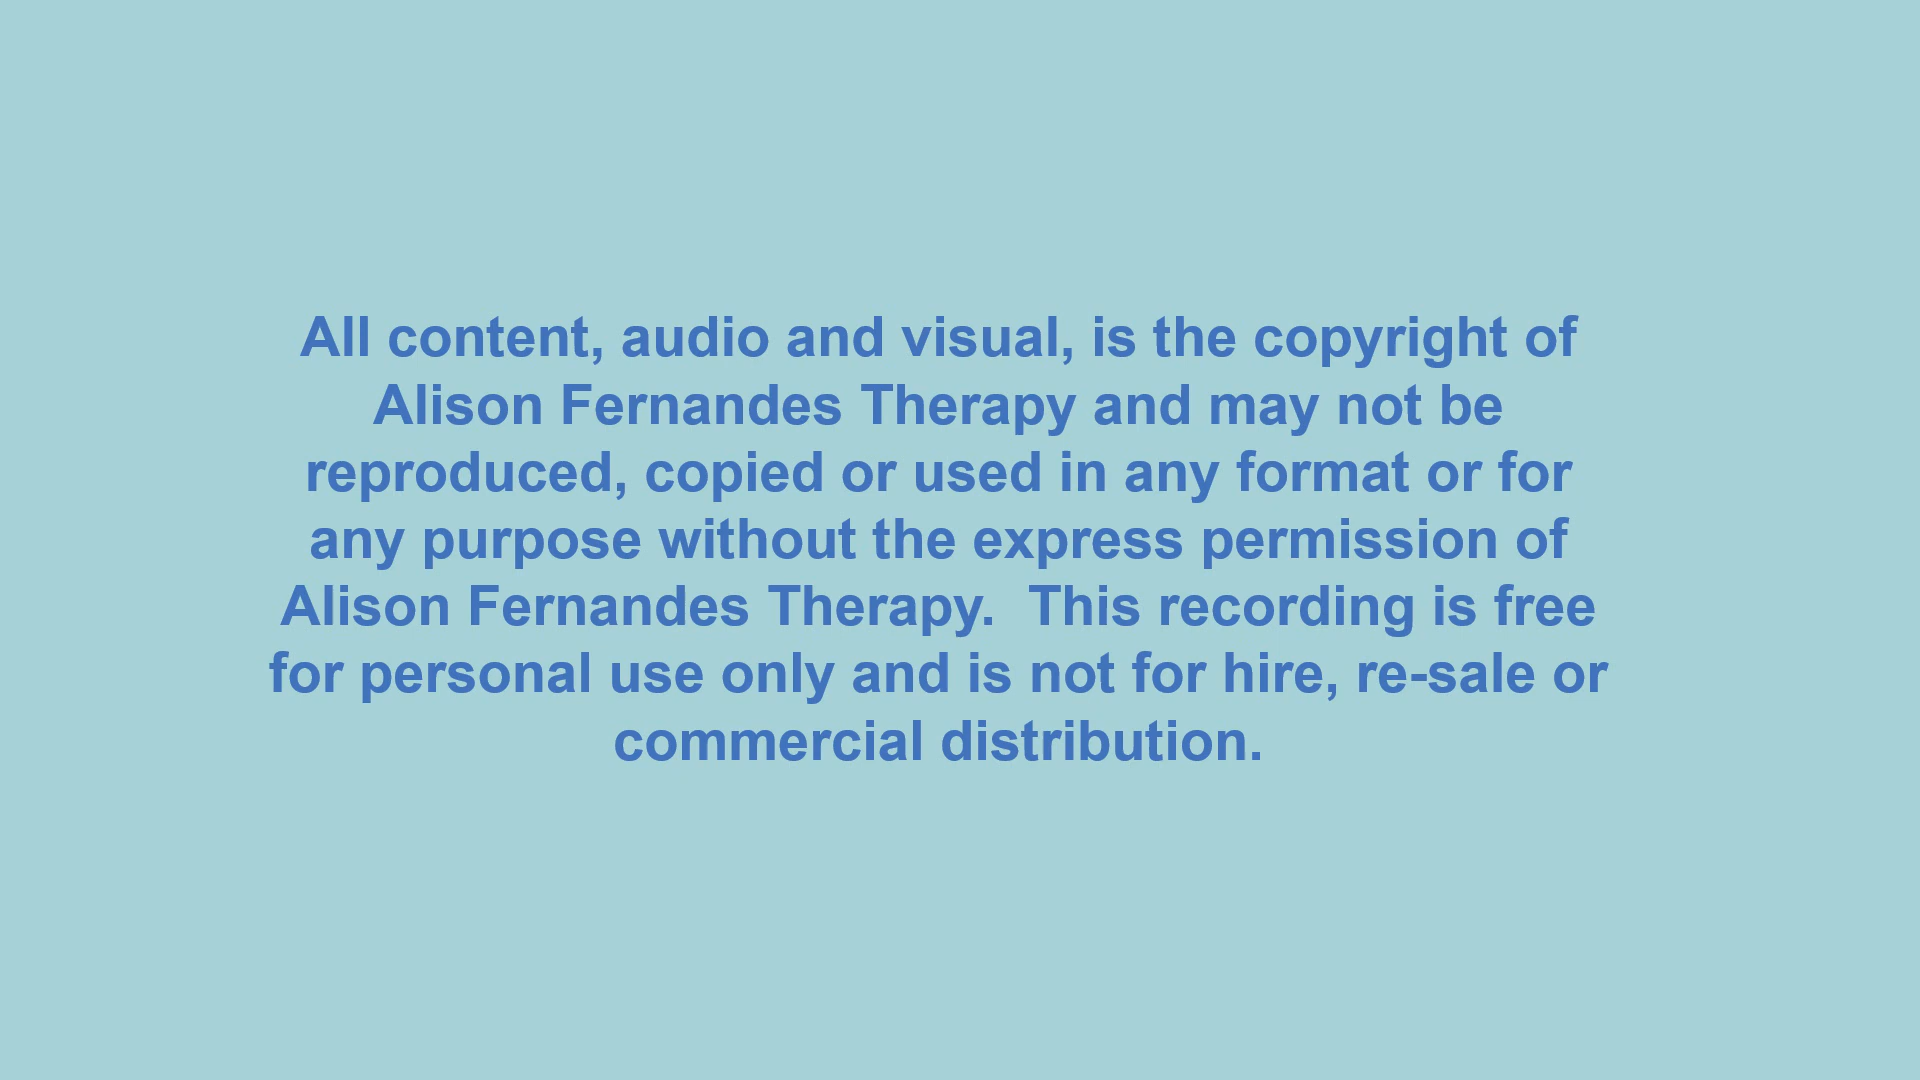 All content, audio and visual, is the copyright of
Alison Fernandes Therapy and may not be
reproduced, copied or used in any format or for
any purpose without the express permission of
Alison Fernandes Therapy.  This recording is free
for personal use only and is not for hire, re-sale or
commercial distribution.